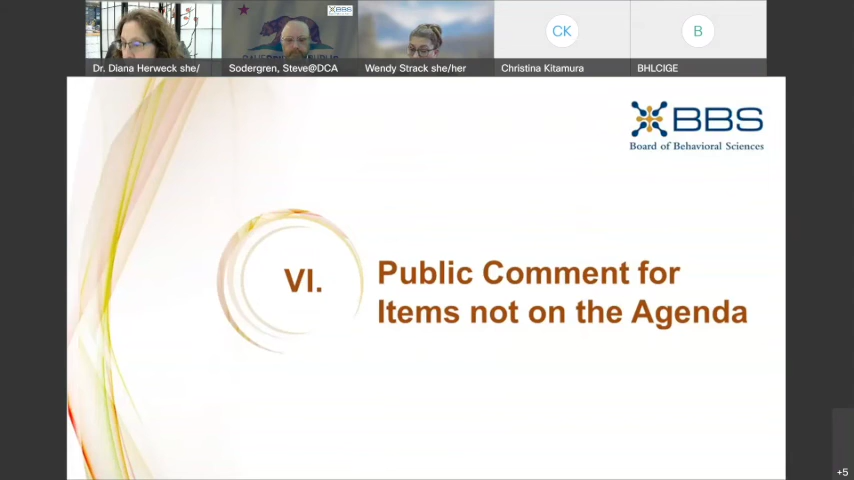 BBS
Dr. Diana Herweck she/
Sodergren, Steve@DCA
Wendy Strack she/her
CK
Christina Kitamura
B
BHLCIGE
BBS
Board of Behavioral Sciences
VI.
Public Comment for
Items not on the Agenda
+5